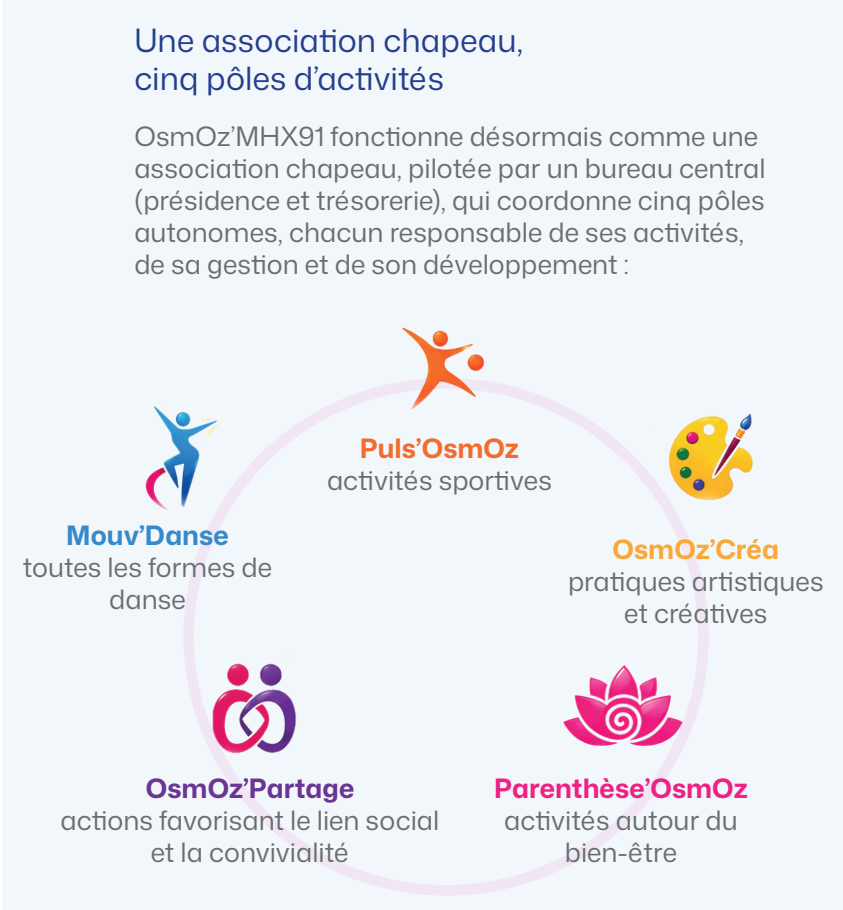 Une association chapeau,
cinq pôles d’activités
OsmOz’MHX91 fonctionne désormais comme une
association chapeau, pilotée par un bureau central
(présidence et trésorerie), qui coordonne cinq pôles
autonomes, chacun responsable de ses activités,
de sa gestion et de son développement :
Puls’OsmOz
activités sportives
Mouv’Danse
toutes les formes de
danse
OsmOz’Créa
pratiques artistiques
et créatives
OsmOz’Partage
actions favorisant le lien social
et la convivialité
Parenthèse’OsmOz
activités autour du
bien-être